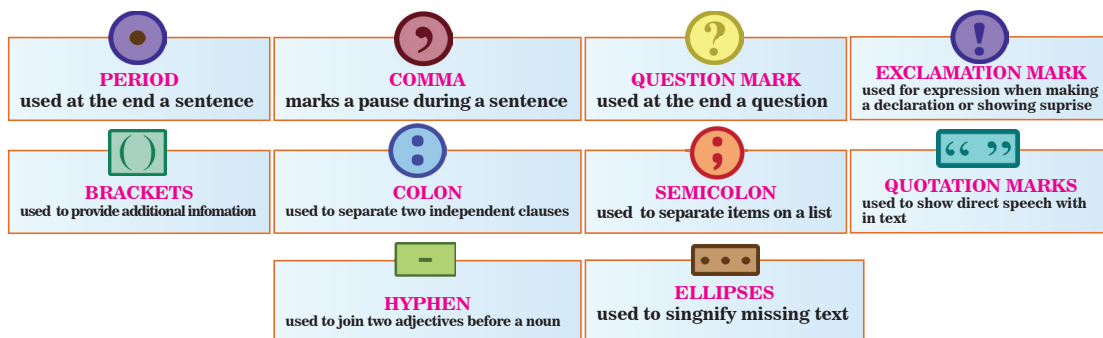 PERIOD
used at the end a sentence
COMMA
marks a pause during a sentence
?
QUESTION MARK
used at the end a question
!
EXCLAMATION MARK
used for expression when making
a declaration or showing suprise
( )
BRACKETS
used to provide additional infomation
:
COLON
used to separate two independent clauses
;
SEMICOLON
used to separate items on a list
“ ”
QUOTATION MARKS
used to show direct speech with
in text
-
HYPHEN
used to join two adjectives before a noun
...
ELLIPSES
used to singnify missing text